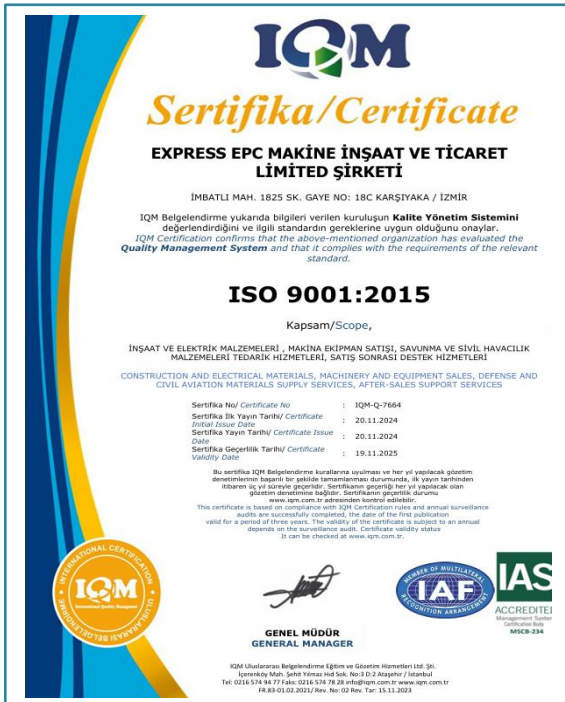 IQM
Sertifika/Certificate
EXPRESS EPC MAKİNE İNŞAAT VE TİCARET
LİMİTED ŞİRKETİ
İMBATLI MAH. 1825 SK. GAYE NO: 18C KARŞIYAKA / İZMİR
IQM Belgelendirme yukarıda bilgileri verilen kuruluşun Kalite Yönetim Sistemini
değerlendirdiğini ve ilgili standardın gereklerine uygun olduğunu onaylar.
IQM Certification confirms that the above-mentioned organization has evaluated the
Quality Management System and that it complies with the requirements of the relevant
standard.
ISO 9001:2015
Kapsam/Scope,
İNŞAAT VE ELEKTRİK MALZEMELERİ , MAKİNA EKİPMAN SATIŞI, SAVUNMA VE SİVİL HAVACILIK
MALZEMELERİ TEDARİK HİZMETLERİ, SATIŞ SONRASI DESTEK HİZMETLERİ
CONSTRUCTION AND ELECTRICAL MATERIALS, MACHINERY AND EQUIPMENT SALES, DEFENSE AND
CIVIL AVIATION MATERIALS SUPPLY SERVICES, AFTER-SALES SUPPORT SERVICES
Sertifika No/ Certificate No : IQM-Q-7664
Sertifika İlk Yayın Tarihi/ Certificate
Initial Issue Date : 20.11.2024
Sertifika Yayın Tarihi/ Certificate Issue
Date : 20.11.2024
Sertifika Geçerlilik Tarihi/ Certificate
Validity Date : 19.11.2025
Bu sertifika IQM Belgelendirme kurallarına uyulması ve her yıl yapılacak gözetim
denetimlerinin başarılı bir şekilde tamamlanması durumunda, ilk yayın tarihinden
itibaren üç yıl süreyle geçerlidir. Sertifikanın geçerliği her yıl yapılacak olan
gözetim denetimine bağlıdır. Sertifikanın geçerlilik durumu
www.iqm.com.tr adresinden kontrol edilebilir.
This certificate is based on compliance with IQM Certification rules and annual surveillance
audits are successfully completed, the date of the first publication
valid for a period of three years. The validity of the certificate is subject to an annual
depends on the surveillance audit. Certificate validity status
It can be checked at www.iqm.com.tr.
INTERNATIONAL CERTIFICATION
IQM
International Quality Management
ULUSLARARASI BELGELENDİRME
GENEL MÜDÜR
GENERAL MANAGER
MEMBER OF MULTILATERAL
IAF
RECOGNITION ARRANGEMENT
IAS
ACCREDITED
Management Systems
Certification Body
MSCB-234
IQM Uluslararası Belgelendirme Eğitim ve Gözetim Hizmetleri Ltd. Şti.
İçerenköy Mah. Şehit Yılmaz Hid Sok. No:3 D:2 Ataşehir / İstanbul
Tel: 0216 574 94 77 Faks: 0216 574 78 28 info@iqm.com.tr www.iqm.com.tr
FR.83-01.02.2021/ Rev. No: 02 Rev. Tar: 15.11.2023